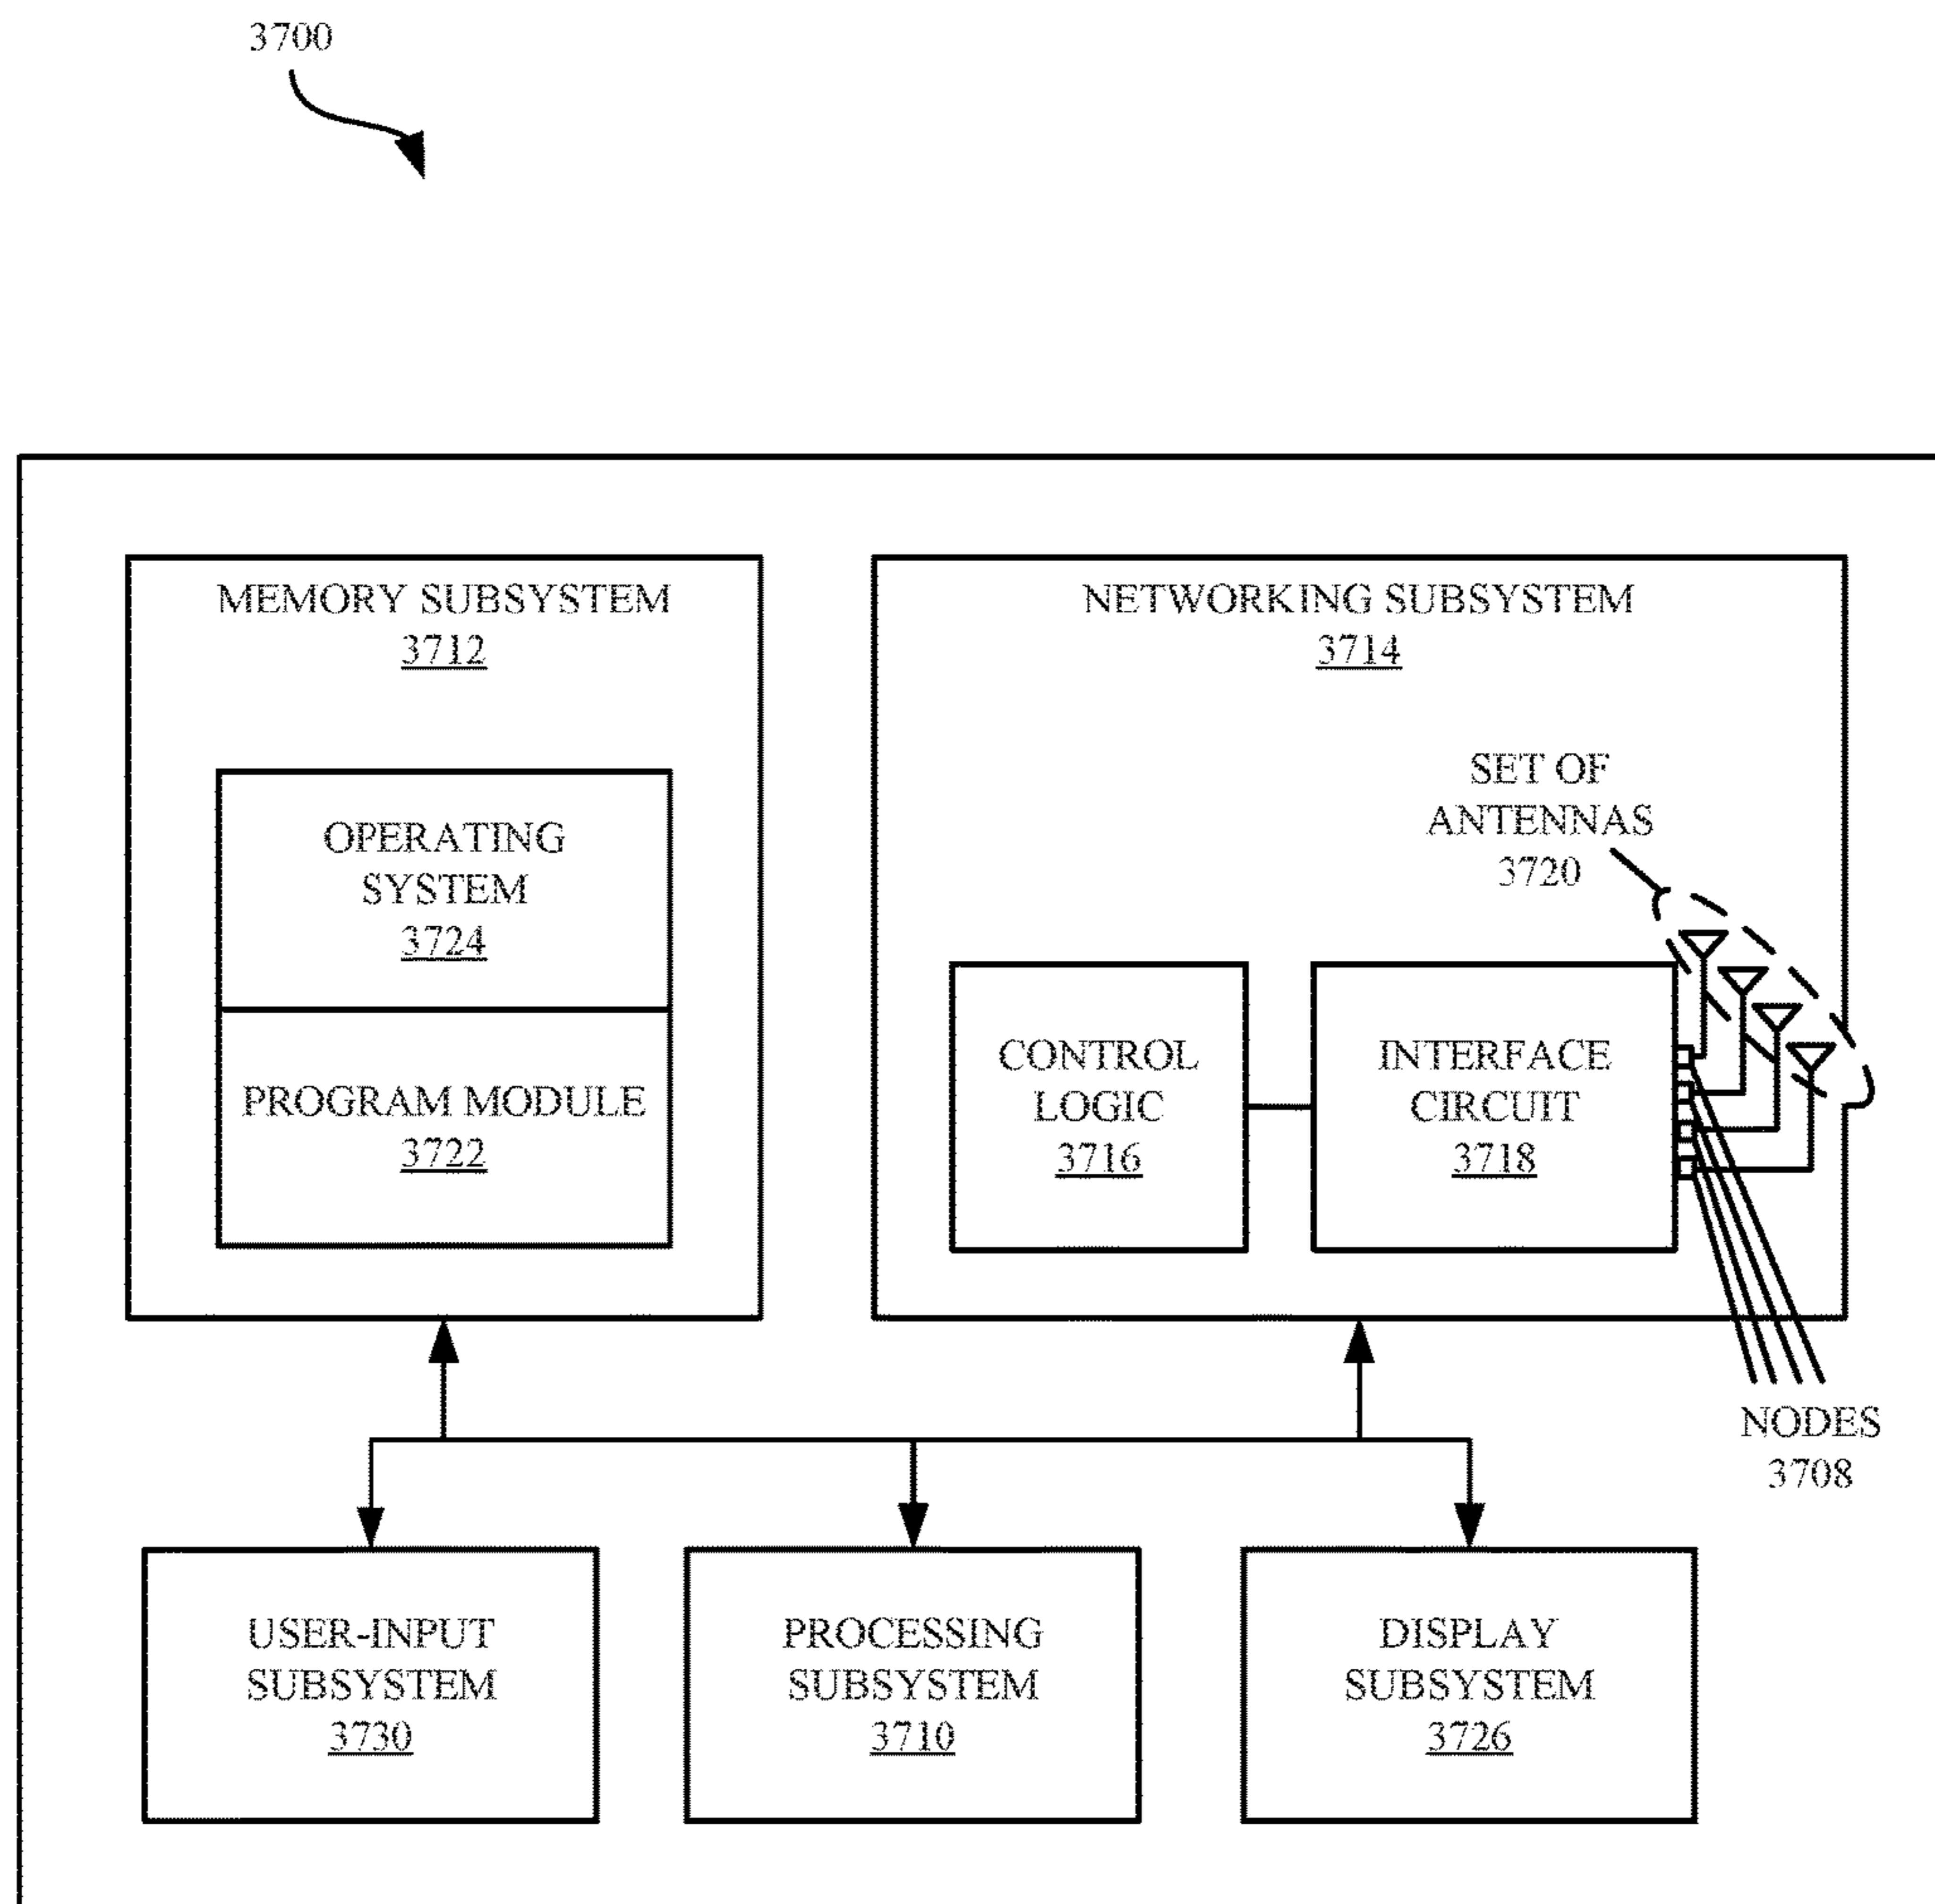 3700
MEMORY SUBSYSTEM
3712
OPERATING
SYSTEM
3724
PROGRAM MODULE
3722
NETWORKING SUBSYSTEM
3714
SET OF
ANTENNAS
3720
CONTROL
LOGIC
3716
INTERFACE
CIRCUIT
3718
NODES
3708
USER-INPUT
SUBSYSTEM
3730
PROCESSING
SUBSYSTEM
3710
DISPLAY
SUBSYSTEM
3726